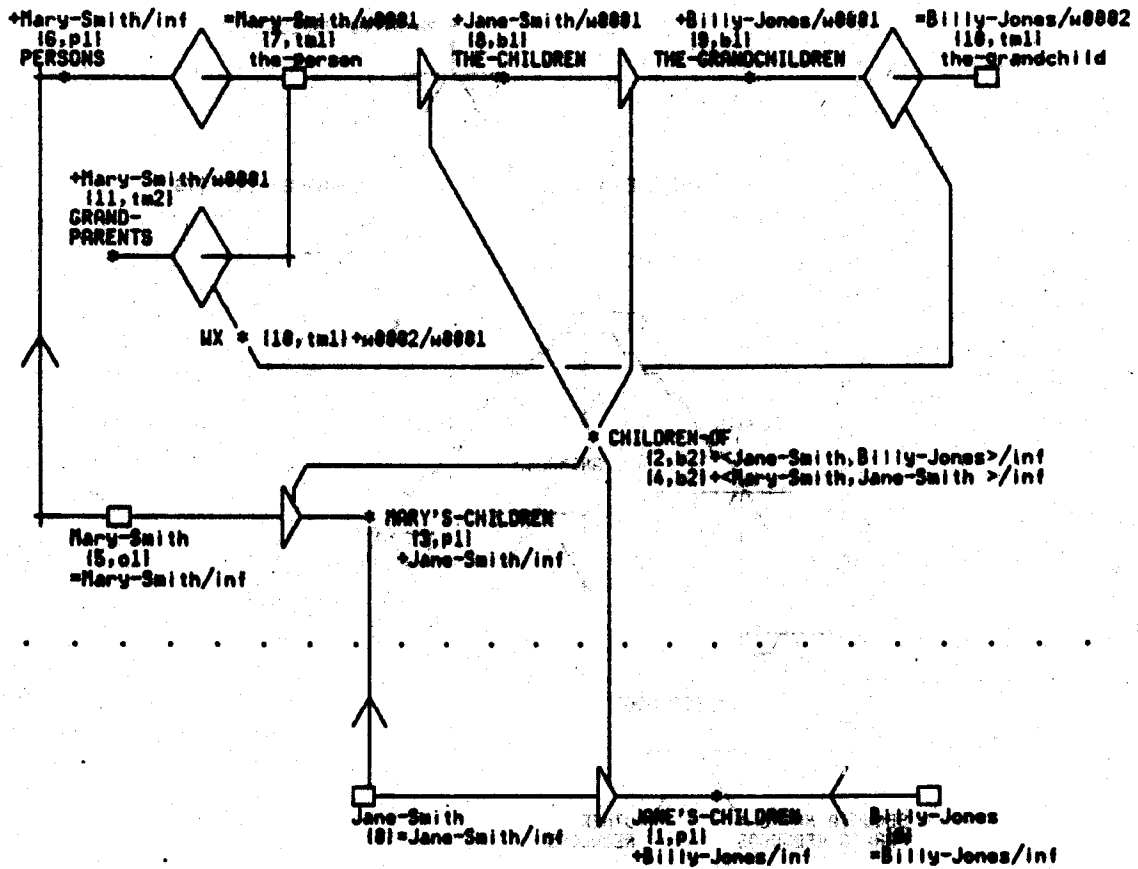 +Mary-Smith/inf
{6,p1}
PERSONS
=Mary-Smith/w0001
{7,tm1}
the-person
+Jane-Smith/w0001
{8,b1}
THE-CHILDREN
+Billy-Jones/w0001
{9,b1}
THE-GRANDCHILDREN
=Billy-Jones/w0002
{10,tm1}
the-grandchild
+Mary-Smith/w0001
{11,tm2}
GRAND-
PARENTS
WX * {10,tm1}+w0002/w0001
* CHILDREN-OF
{2,b2}+<Jane-Smith,Billy-Jones>/inf
{4,b2}+<Mary-Smith,Jane-Smith >/inf
Mary-Smith
{5,o1}
=Mary-Smith/inf
* MARY'S-CHILDREN
{3,p1}
+Jane-Smith/inf
Jane-Smith
{0}=Jane-Smith/inf
JANE'S-CHILDREN
{1,p1}
+Billy-Jones/inf
Billy-Jones
=Billy-Jones/inf